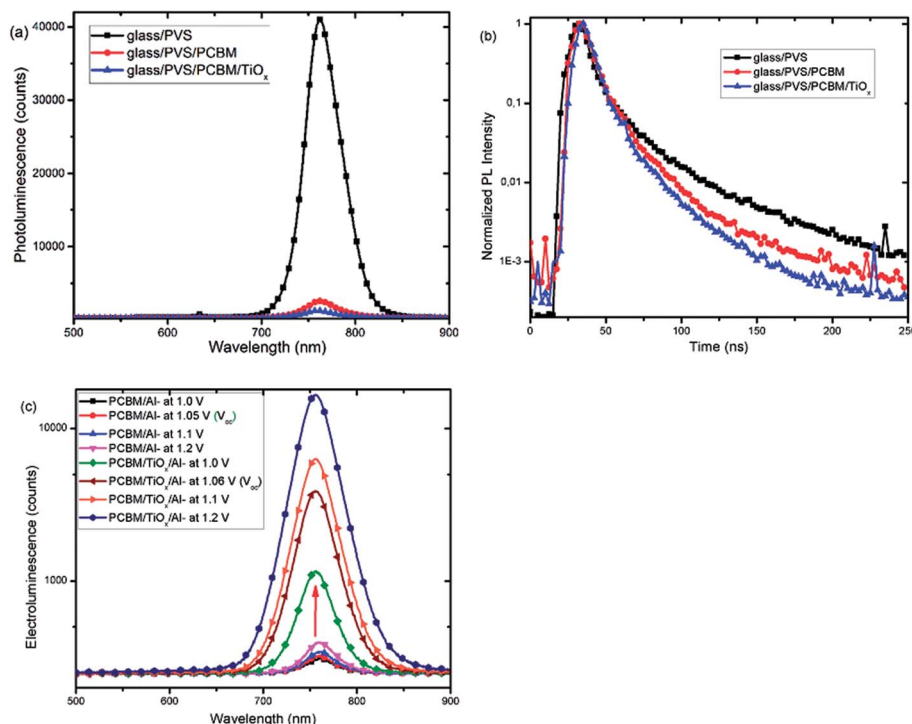 (a)
40000
30000
20000
10000
Photoluminescence (counts)
glass/PVS
glass/PVS/PCBM
glass/PVS/PCBM/TiOx
500
600
700
800
900
Wavelength (nm)
(b)
1
0,1
0,01
1E-3
Normalized PL Intensity
glass/PVS
glass/PVS/PCBM
glass/PVS/PCBM/TiOx
0
50
100
150
200
250
Time (ns)
(c)
10000
1000
Electroluminescence (counts)
PCBM/Al- at 1.0 V
PCBM/Al- at 1.05 V (Voc)
PCBM/Al- at 1.1 V
PCBM/Al- at 1.2 V
PCBM/TiOx/Al- at 1.0 V
PCBM/TiOx/Al- at 1.06 V (Voc)
PCBM/TiOx/Al- at 1.1 V
PCBM/TiOx/Al- at 1.2 V
500
600
700
800
900
Wavelength (nm)